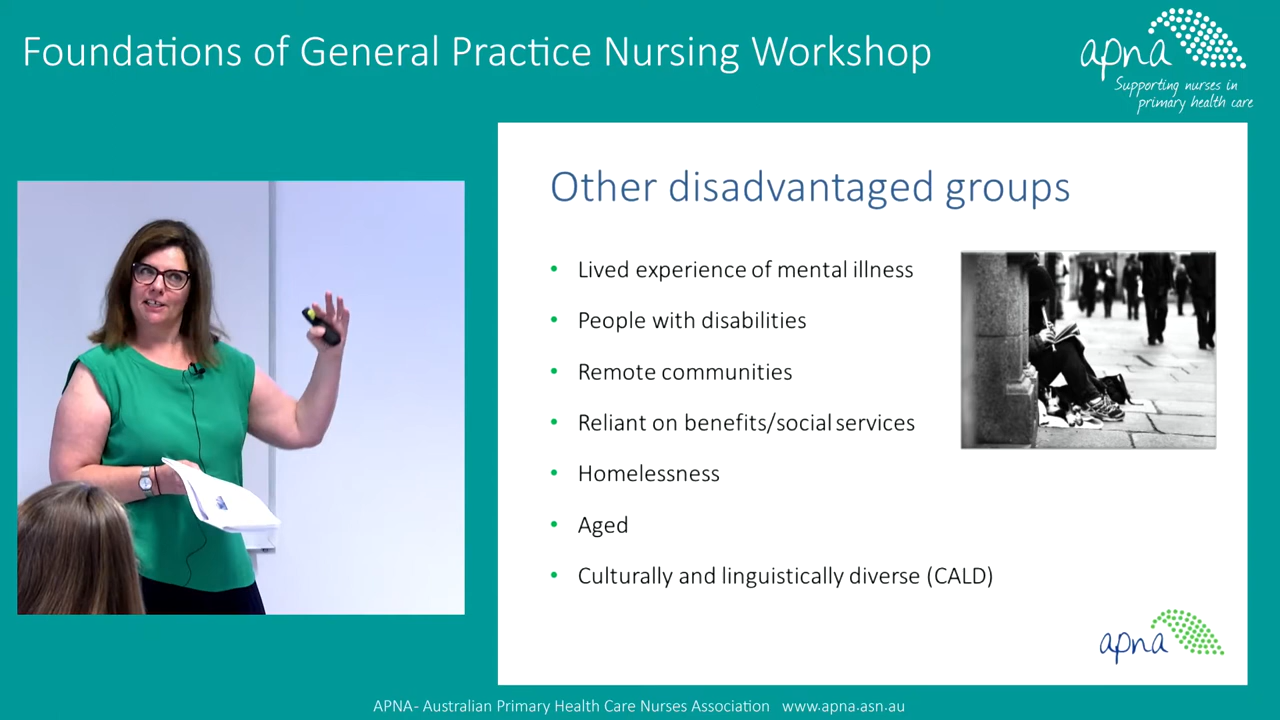 Foundations of General Practice Nursing Workshop
apna
Supporting nurses in
primary health care
Other disadvantaged groups
• Lived experience of mental illness
• People with disabilities
• Remote communities
• Reliant on benefits/social services
• Homelessness
• Aged
• Culturally and linguistically diverse (CALD)
apna
APNA- Australian Primary Health Care Nurses Association www.apna.asn.au